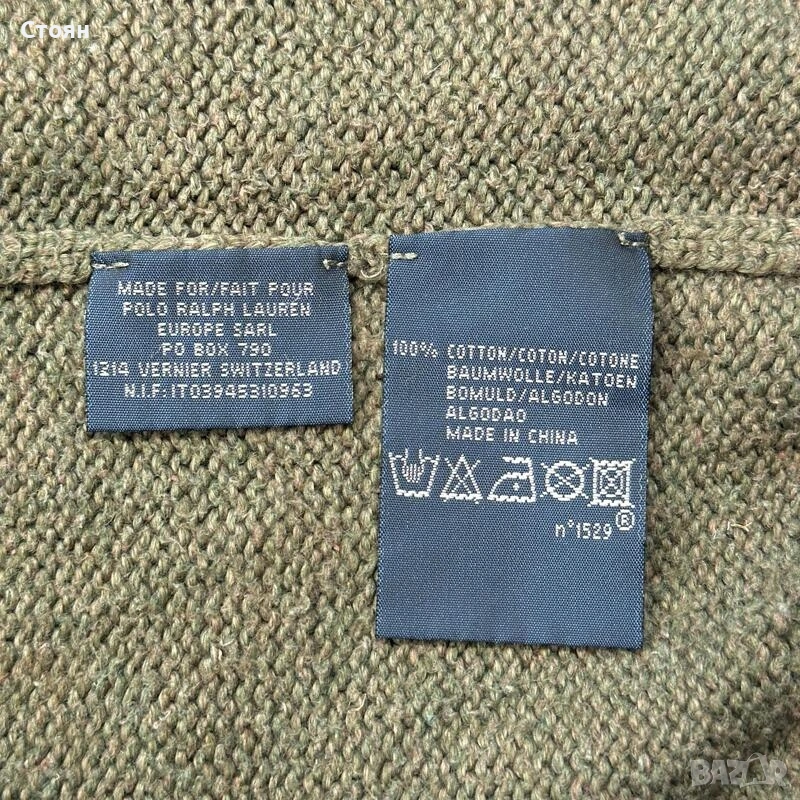 Стоян
MADE FOR/FAIT POUR
POLO RALPH LAUREN
EUROPE SARL
PO BOX 790
1214 VERNIER SWITZERLAND
N.I.F: IT03945310963
100% COTTON/COTON/COTONE
BAUMWOLLE/KATOEN
BOMULD/ALGODON
ALGODAO
MADE IN CHINA
n°1529®
BAZAR